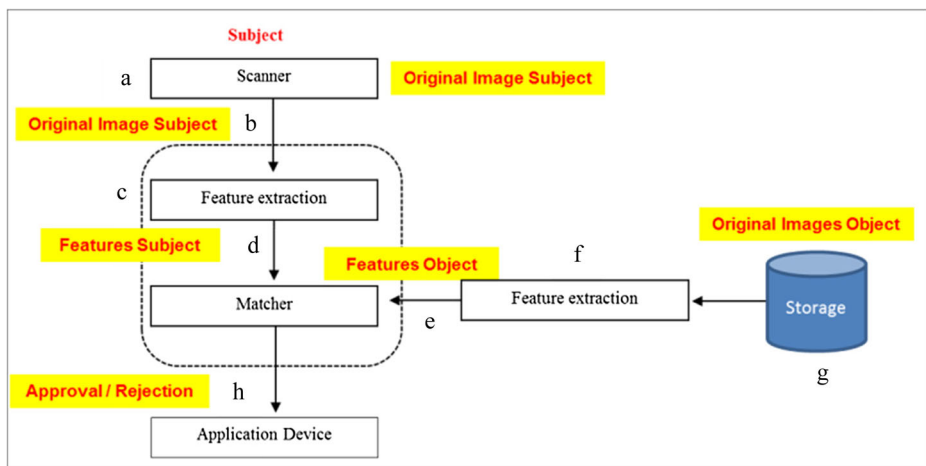 Subject
a
Scanner
Original Image Subject
Original Image Subject
b
c
Feature extraction
Features Subject
d
Original Images Object
Features Object
f
Matcher
e
Feature extraction
Storage
g
Approval / Rejection
h
Application Device